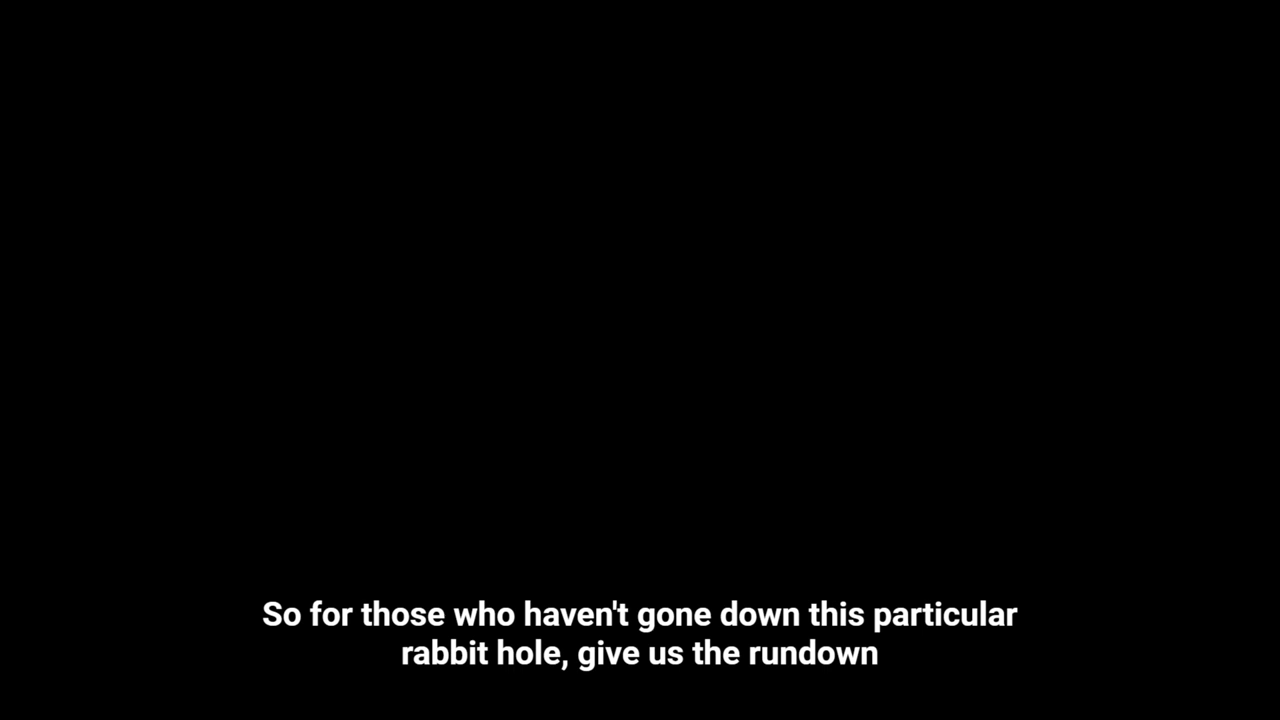 So for those who haven't gone down this particular
rabbit hole, give us the rundown